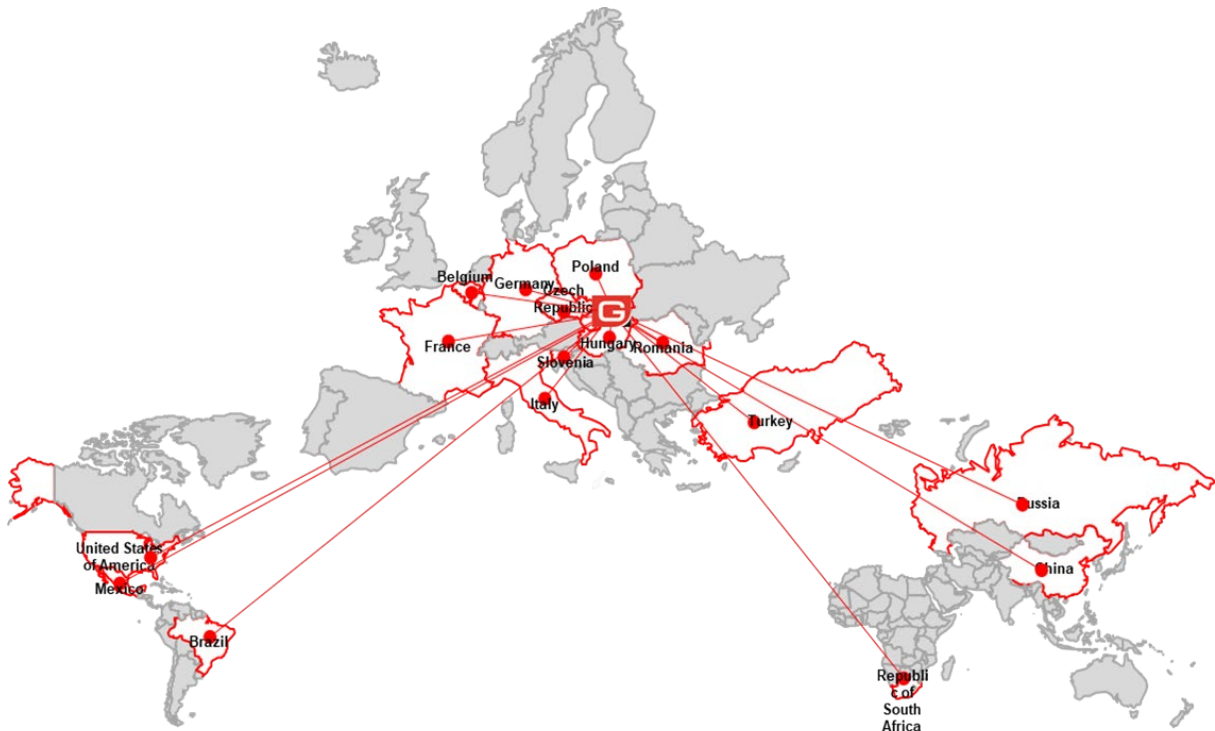 Poland
Belgium
Germany
Czech
Republic
G
Hungary
Romania
France
Slovenia
Italy
Turkey
Russia
United States
of America
China
Mexico
Brazil
Republi
c of
South
Africa